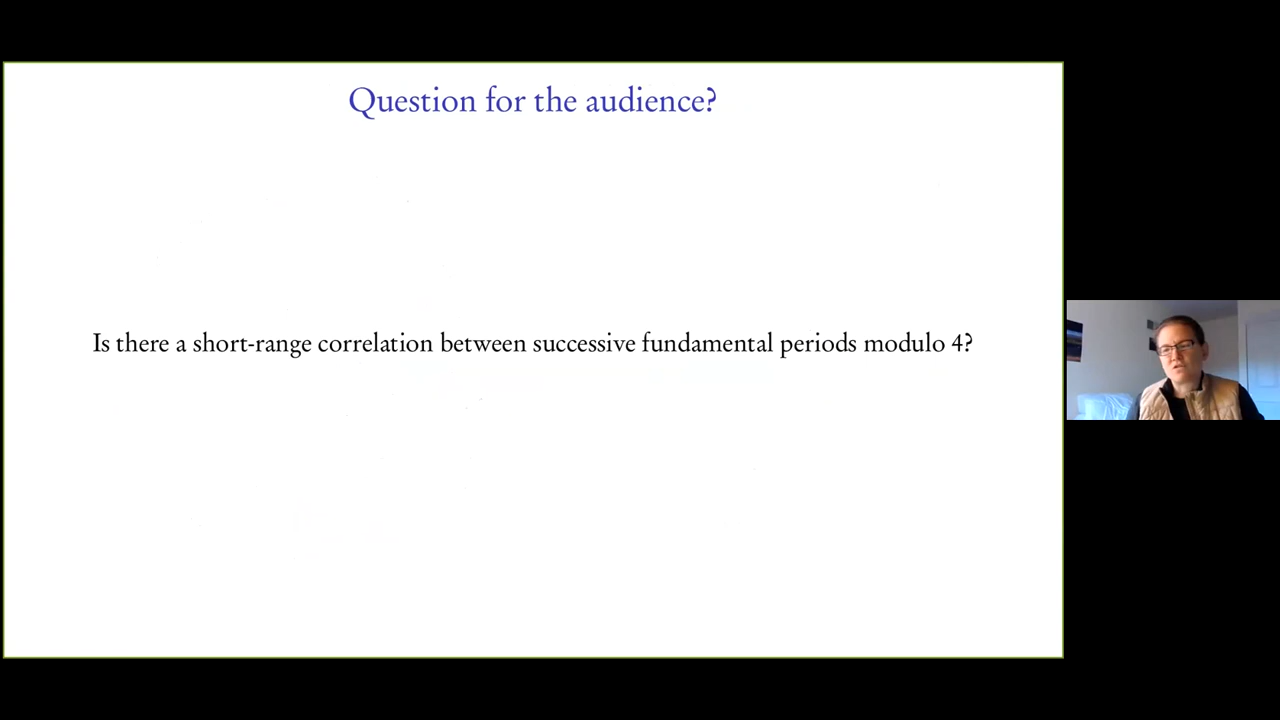 Question for the audience?
Is there a short-range correlation between successive fundamental periods modulo 4?